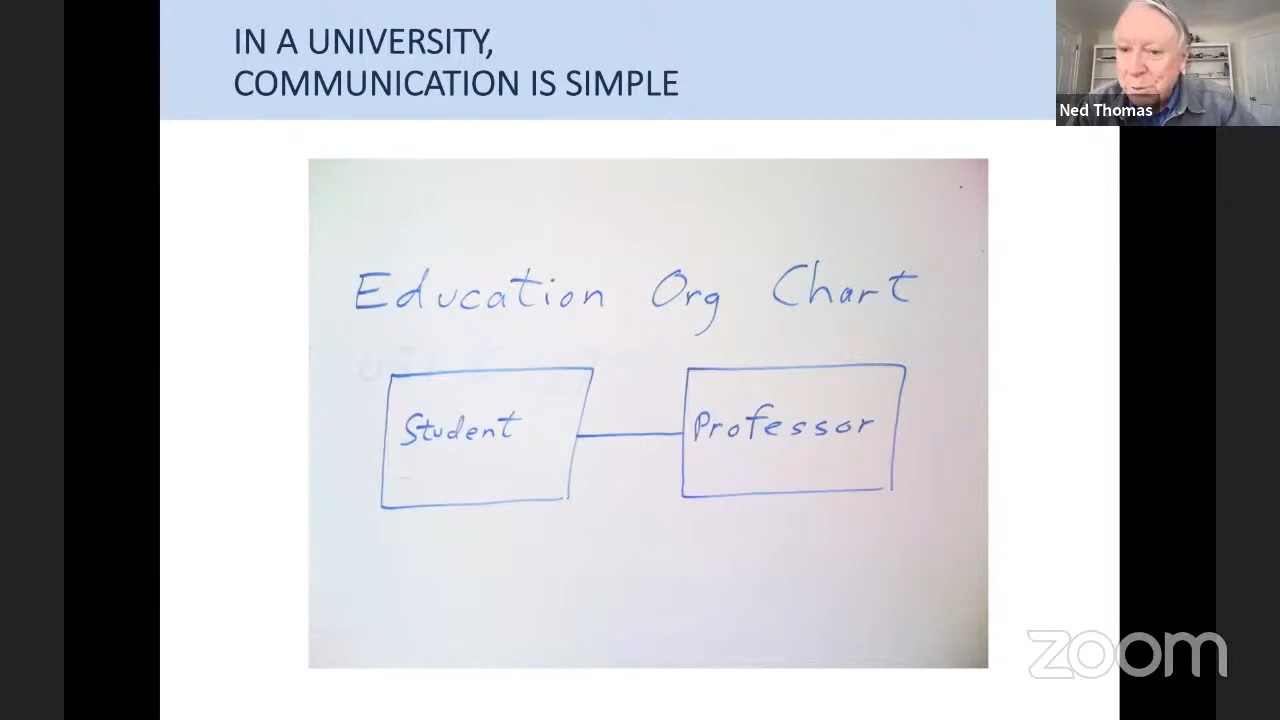 IN A UNIVERSITY,
COMMUNICATION IS SIMPLE
Ned Thomas
Education Org Chart
Student
Professor
zoom